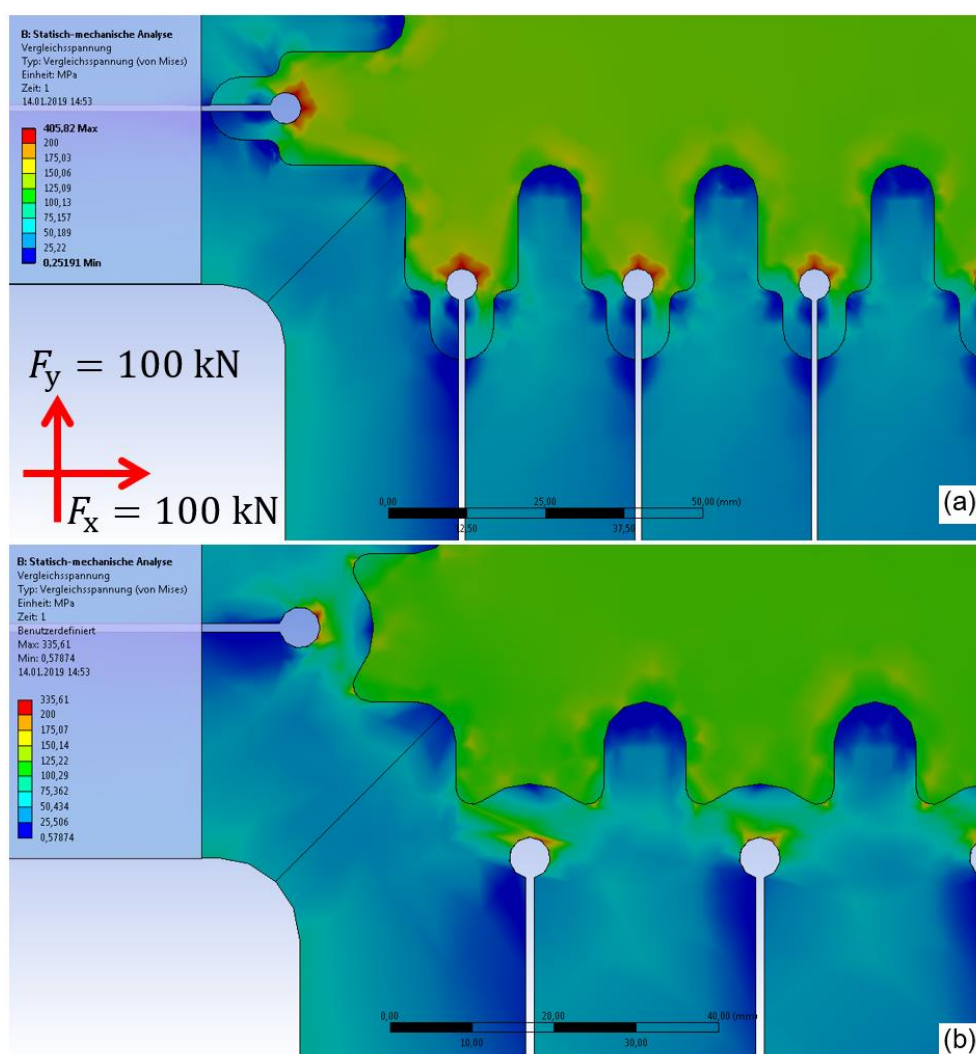 B: Statisch-mechanische Analyse
Vergleichsspannung
Typ: Vergleichsspannung (von Mises)
Einheit: MPa
Zeit: 1
14.01.2019 14:53
405,82 Max
200
175,03
150,06
125,09
100,13
75,157
50,189
25,22
0,25191 Min
Fy = 100 kN
Fx = 100 kN
0,00 25,00 50,00 (mm)
12,50 37,50
(a)
B: Statisch-mechanische Analyse
Vergleichsspannung
Typ: Vergleichsspannung (von Mises)
Einheit: MPa
Zeit: 1
Benutzerdefiniert
Max: 335,61
Min: 0,57874
14.01.2019 14:53
335,61
200
175,07
150,14
125,22
100,29
75,362
50,434
25,506
0,57874
0,00 20,00 40,00 (mm)
10,00 30,00
(b)